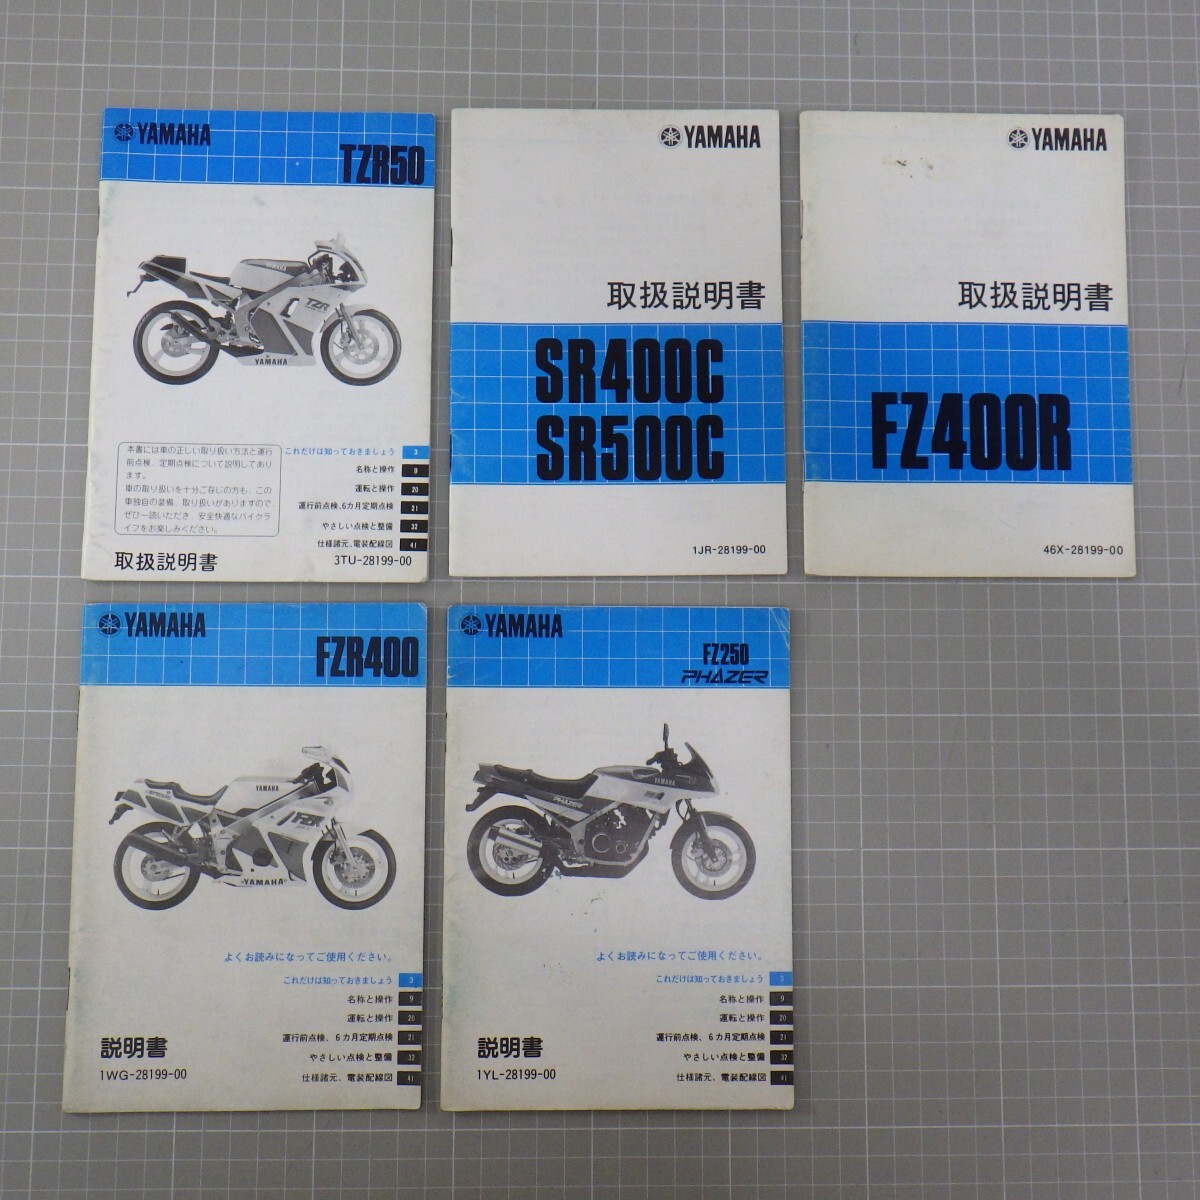 YAMAHA
TZR50
TZR
YAMAHA
本書には車の正しい取り扱い方法と運行
前点検、定期点検について説明してあり
ます。
車の取り扱いを十分ご存じの方も、この
車独自の装備、取り扱いがありますので、
ぜひ一読いただき、安全快適なバイクラ
イフをお楽しみください。
これだけは知っておきましょう 3
名称と操作 9
運転と操作 20
運行前点検、6カ月定期点検 21
やさしい点検と整備 32
仕様諸元、電装配線図 41
取扱説明書
3TU-28199-00
YAMAHA
取扱説明書
SR400C
SR500C
1JR-28199-00
YAMAHA
取扱説明書
FZ400R
46X-28199-00
YAMAHA
FZR400
YAMAHA
FZR
YAMAHA
よくお読みになってご使用ください。
これだけは知っておきましょう 3
名称と操作 9
運転と操作 20
運行前点検、6カ月定期点検 21
やさしい点検と整備 32
仕様諸元、電装配線図 41
説明書
1WG-28199-00
YAMAHA
FZ250
PHAZER
YAMAHA
PHAZER
よくお読みになってご使用ください。
これだけは知っておきましょう 3
名称と操作 9
運転と操作 20
運行前点検、6カ月定期点検 21
やさしい点検と整備 32
仕様諸元、電装配線図 41
説明書
1YL-28199-00